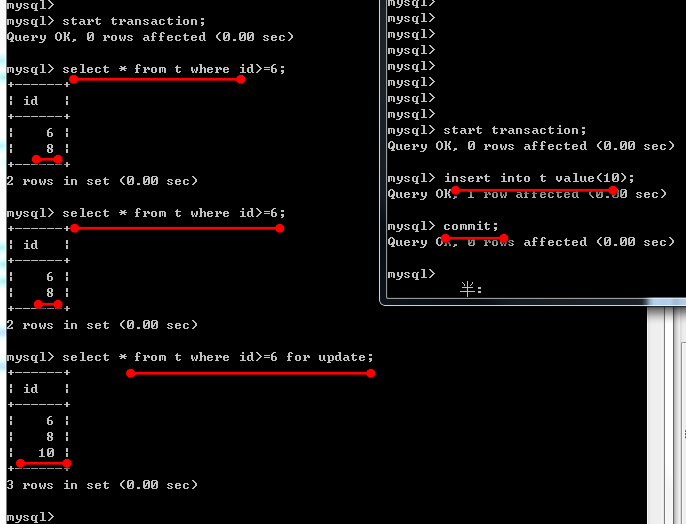 mysql>
mysql> start transaction;
Query OK, 0 rows affected (0.00 sec)

mysql> select * from t where id>=6;
+------+
| id   |
+------+
|    6 |
|    8 |
+------+
2 rows in set (0.00 sec)

mysql> select * from t where id>=6;
+------+
| id   |
+------+
|    6 |
|    8 |
+------+
2 rows in set (0.00 sec)

mysql> select * from t where id>=6 for update;
+------+
| id   |
+------+
|    6 |
|    8 |
|   10 |
+------+
3 rows in set (0.00 sec)

mysql>
mysql>
mysql>
mysql>
mysql>
mysql>
mysql>
mysql>
mysql>
mysql> start transaction;
Query OK, 0 rows affected (0.00 sec)

mysql> insert into t value(10);
Query OK, 1 row affected (0.00 sec)

mysql> commit;
Query OK, 0 rows affected (0.00 sec)

mysql>
半: